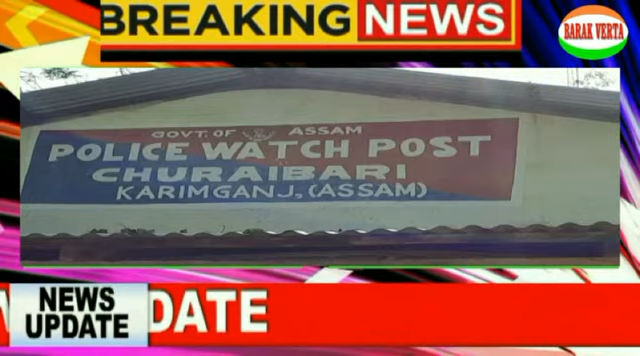 BREAKING NEWS
BARAK VERTA
GOVT. OF ASSAM
POLICE WATCH POST
CHURAIBARI
KARIMGANJ, (ASSAM)
NEWS
UPDATE
DATE